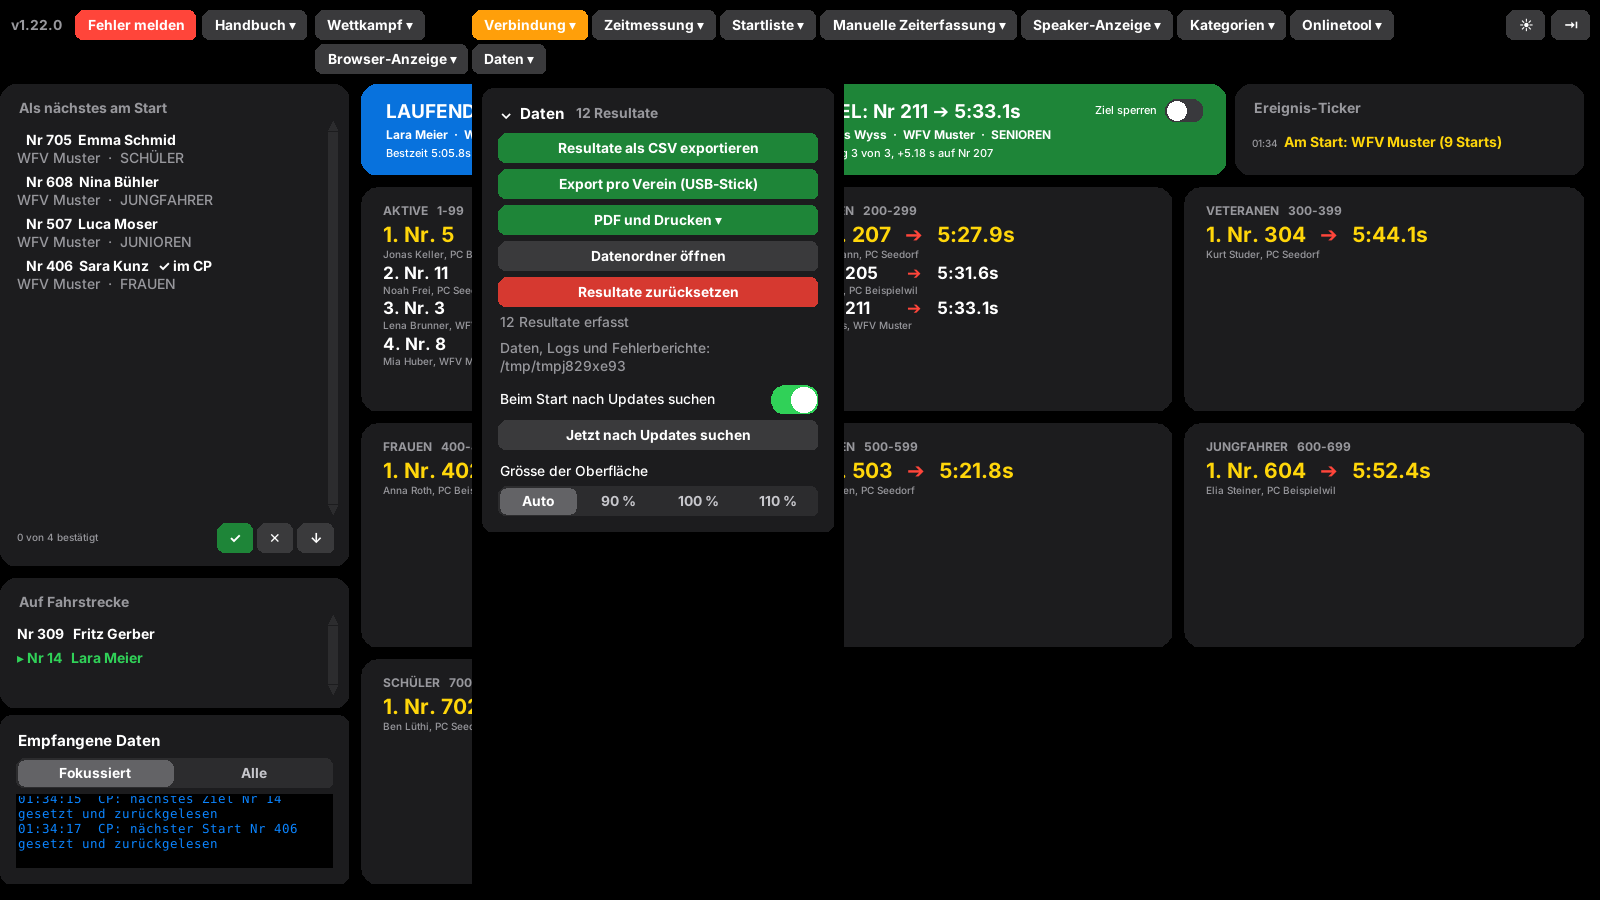 v1.22.0
Fehler melden
Handbuch ▾
Wettkampf ▾
Verbindung ▾
Zeitmessung ▾
Startliste ▾
Manuelle Zeiterfassung ▾
Speaker-Anzeige ▾
Kategorien ▾
Onlinetool ▾
Browser-Anzeige ▾
Daten ▾
Als nächstes am Start
Nr 705 Emma Schmid
WFV Muster · SCHÜLER
Nr 608 Nina Bühler
WFV Muster · JUNGFAHRER
Nr 507 Luca Moser
WFV Muster · JUNIOREN
Nr 406 Sara Kunz ✓ im CP
WFV Muster · FRAUEN
0 von 4 bestätigt
Auf Fahrstrecke
Nr 309 Fritz Gerber
▸ Nr 14 Lara Meier
Empfangene Daten
Fokussiert
Alle
01:34:15 CP: nächstes Ziel Nr 14
gesetzt und zurückgelesen
01:34:17 CP: nächster Start Nr 406
gesetzt und zurückgelesen
LAUFEND
Lara Meier · W
Bestzeit 5:05.8s
Daten 12 Resultate
Resultate als CSV exportieren
Export pro Verein (USB-Stick)
PDF und Drucken ▾
Datenordner öffnen
Resultate zurücksetzen
12 Resultate erfasst
Daten, Logs und Fehlerberichte:
/tmp/tmpj829xe93
Beim Start nach Updates suchen
Jetzt nach Updates suchen
Grösse der Oberfläche
Auto
90 %
100 %
110 %
EL: Nr 211 → 5:33.1s
s Wyss · WFV Muster · SENIOREN
g 3 von 3, +5.18 s auf Nr 207
Ziel sperren
Ereignis-Ticker
01:34 Am Start: WFV Muster (9 Starts)
AKTIVE 1-99
1. Nr. 5
Jonas Keller, PC B
2. Nr. 11
Noah Frei, PC See
3. Nr. 3
Lena Brunner, WF
4. Nr. 8
Mia Huber, WFV M
EN 200-299
. 207 → 5:27.9s
ann, PC Seedorf
205 → 5:31.6s
, PC Beispielwil
211 → 5:33.1s
s, WFV Muster
VETERANEN 300-399
1. Nr. 304 → 5:44.1s
Kurt Studer, PC Seedorf
FRAUEN 400-
1. Nr. 402
Anna Roth, PC Bei
EN 500-599
. 503 → 5:21.8s
en, PC Seedorf
JUNGFAHRER 600-699
1. Nr. 604 → 5:52.4s
Elia Steiner, PC Beispielwil
SCHÜLER 700
1. Nr. 702
Ben Lüthi, PC Seed